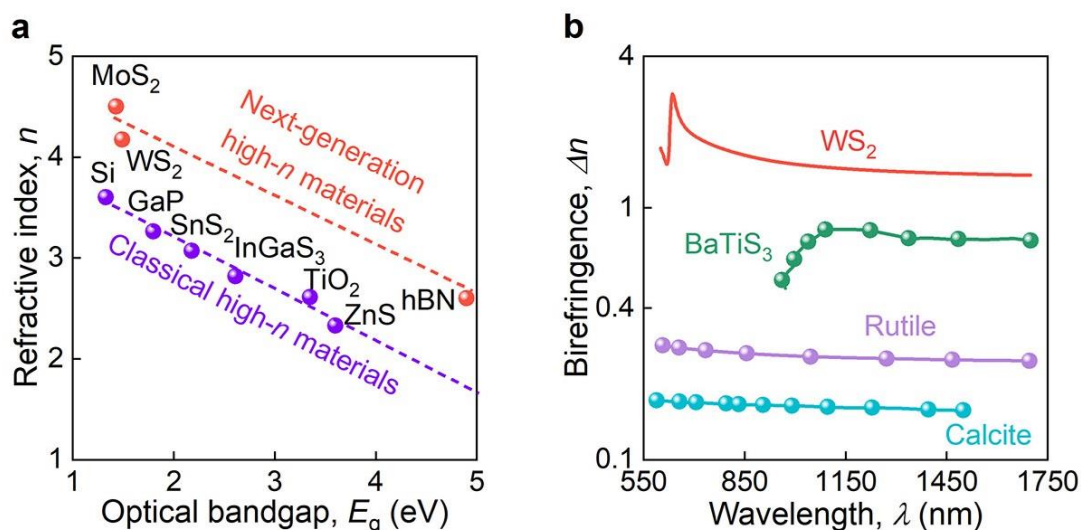 a
Refractive index, n
5
4
3
2
1
MoS₂
WS₂
Si
GaP
SnS₂
InGaS₃
TiO₂
ZnS
hBN
Next-generation
high-n materials
Classical high-n materials
1 2 3 4 5
Optical bandgap, Eg (eV)
b
Birefringence, Δn
4
1
0.4
0.1
WS₂
BaTiS₃
Rutile
Calcite
550 850 1150 1450 1750
Wavelength, λ (nm)